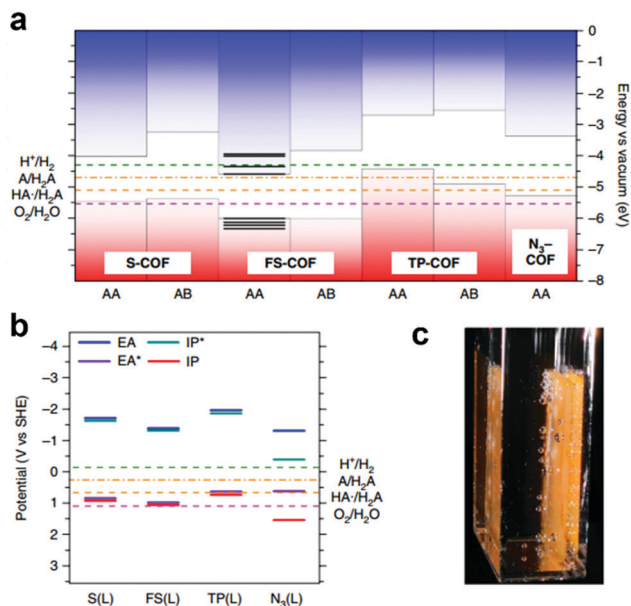 a
0
−1
−2
−3
−4
−5
−6
−7
−8
Energy vs vacuum (eV)
H⁺/H₂
A/H₂A
HA·/H₂A
O₂/H₂O
S-COF
FS-COF
TP-COF
N₃–
COF
AA
AB
AA
AB
AA
AB
AA
b
c
EA
IP*
EA*
IP
Potential (V vs SHE)
−4
−3
−2
−1
0
1
2
3
H⁺/H₂
A/H₂A
HA·/H₂A
O₂/H₂O
S(L)
FS(L)
TP(L)
N₃(L)